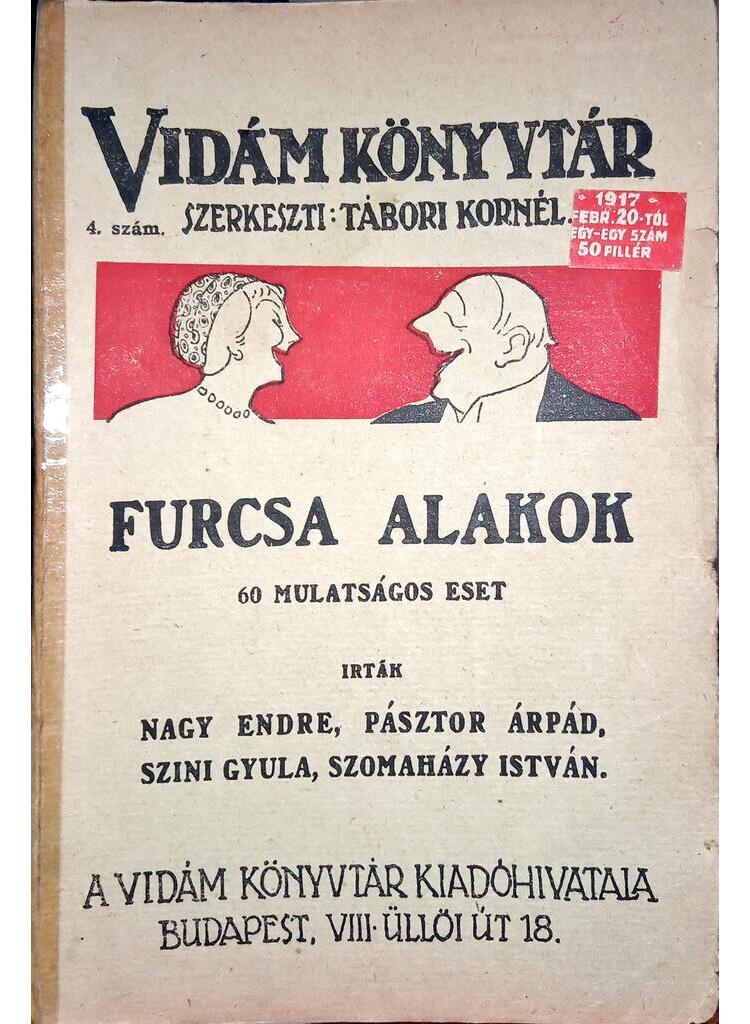 VIDÁM KÖNYVTÁR
4. szám. SZERKESZTI: TÁBORI KORNÉL.
1917
FEBR. 20-TÓL
EGY-EGY SZÁM
50 FILLÉR
FURCSA ALAKOK
60 MULATSÁGOS ESET
IRTÁK
NAGY ENDRE, PÁSZTOR ÁRPÁD,
SZINI GYULA, SZOMAHÁZY ISTVÁN.
A VIDÁM KÖNYVTÁR KIADÓHIVATALA
BUDAPEST, VIII. ÜLLŐI ÚT 18.